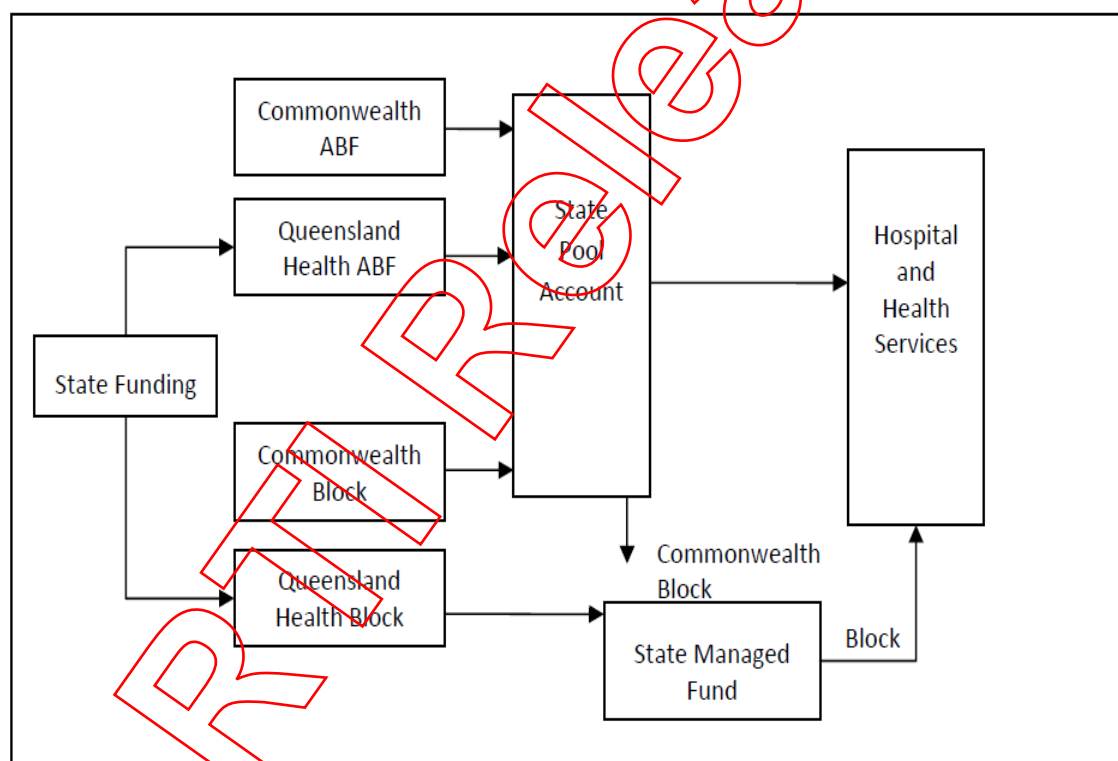 Commonwealth
ABF
Queensland
Health ABF
State Funding
Commonwealth
Block
Queensland
Health Block
State
Pool
Account
Hospital
and
Health
Services
Commonwealth
Block
State Managed
Fund
Block
RTI